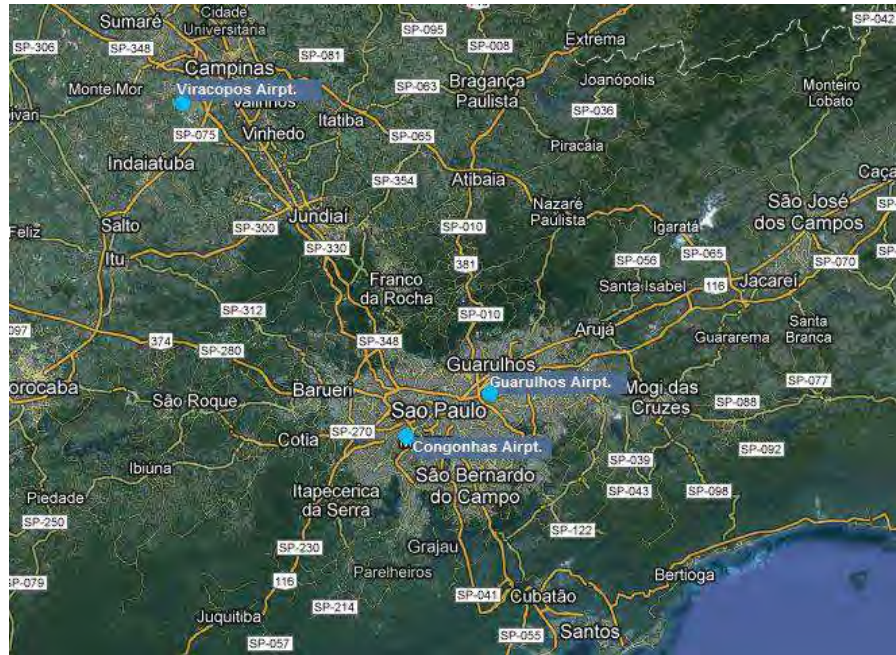 Cidade
Universitaria
Sumaré
SP-095
SP-042
SP-306
SP-348
SP-008
Extrema
SP-081
Campinas
Bragança
Paulista
Joanópolis
Monteiro
Lobato
Monte Mor
Viracopos Airpt.
SP-063
Valinhos
SP-036
Itatiba
SP-075
Vinhedo
SP-065
Piracaia
Indaiatuba
Caça
SP-354
Atibaia
Nazaré
Paulista
São José
dos Campos
Salto
SP-300
Jundiaí
SP-010
Igaratá
Feliz
SP-330
SP-065
Itu
381
SP-056
SP-070
Franco
da Rocha
Santa Isabel
116
Jacareí
SP-312
SP-010
Santa
Branca
097
374
SP-348
Arujá
Guararema
SP-280
Guarulhos
Guarulhos Airpt.
SP-077
orocaba
São Roque
Barueri
Mogi das
Cruzes
SP-088
Sao Paulo
SP-270
Cotia
Congonhas Airpt.
SP-092
Ibiúna
SP-039
São Bernardo
do Campo
Piedade
Itapecerica
da Serra
SP-043
SP-098
SP-250
SP-122
SP-230
Grajau
Parelheiros
Bertioga
SP-079
116
SP-041
Cubatão
SP-214
Juquitiba
SP-055
Santos
SP-057